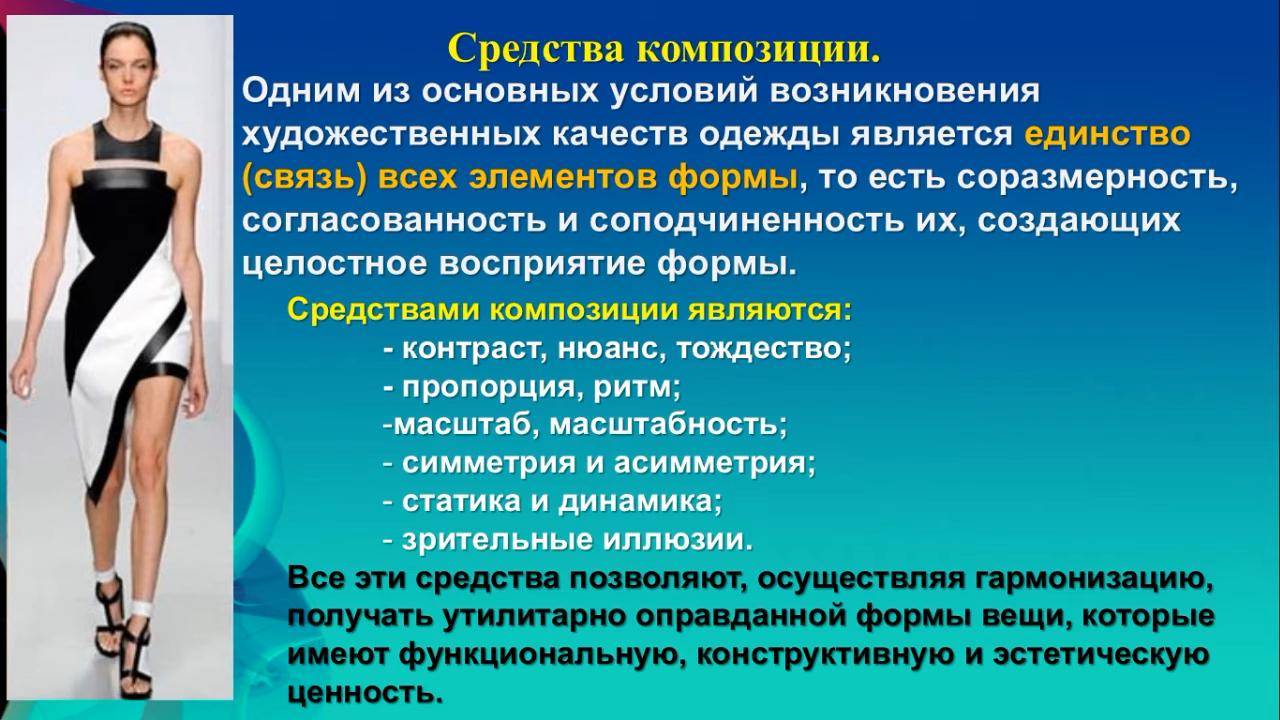 Средства композиции.
Одним из основных условий возникновения
художественных качеств одежды является единство
(связь) всех элементов формы, то есть соразмерность,
согласованность и соподчиненность их, создающих
целостное восприятие формы.
Средствами композиции являются:
- контраст, нюанс, тождество;
- пропорция, ритм;
-масштаб, масштабность;
- симметрия и асимметрия;
- статика и динамика;
- зрительные иллюзии.
Все эти средства позволяют, осуществляя гармонизацию,
получать утилитарно оправданной формы вещи, которые
имеют функциональную, конструктивную и эстетическую
ценность.